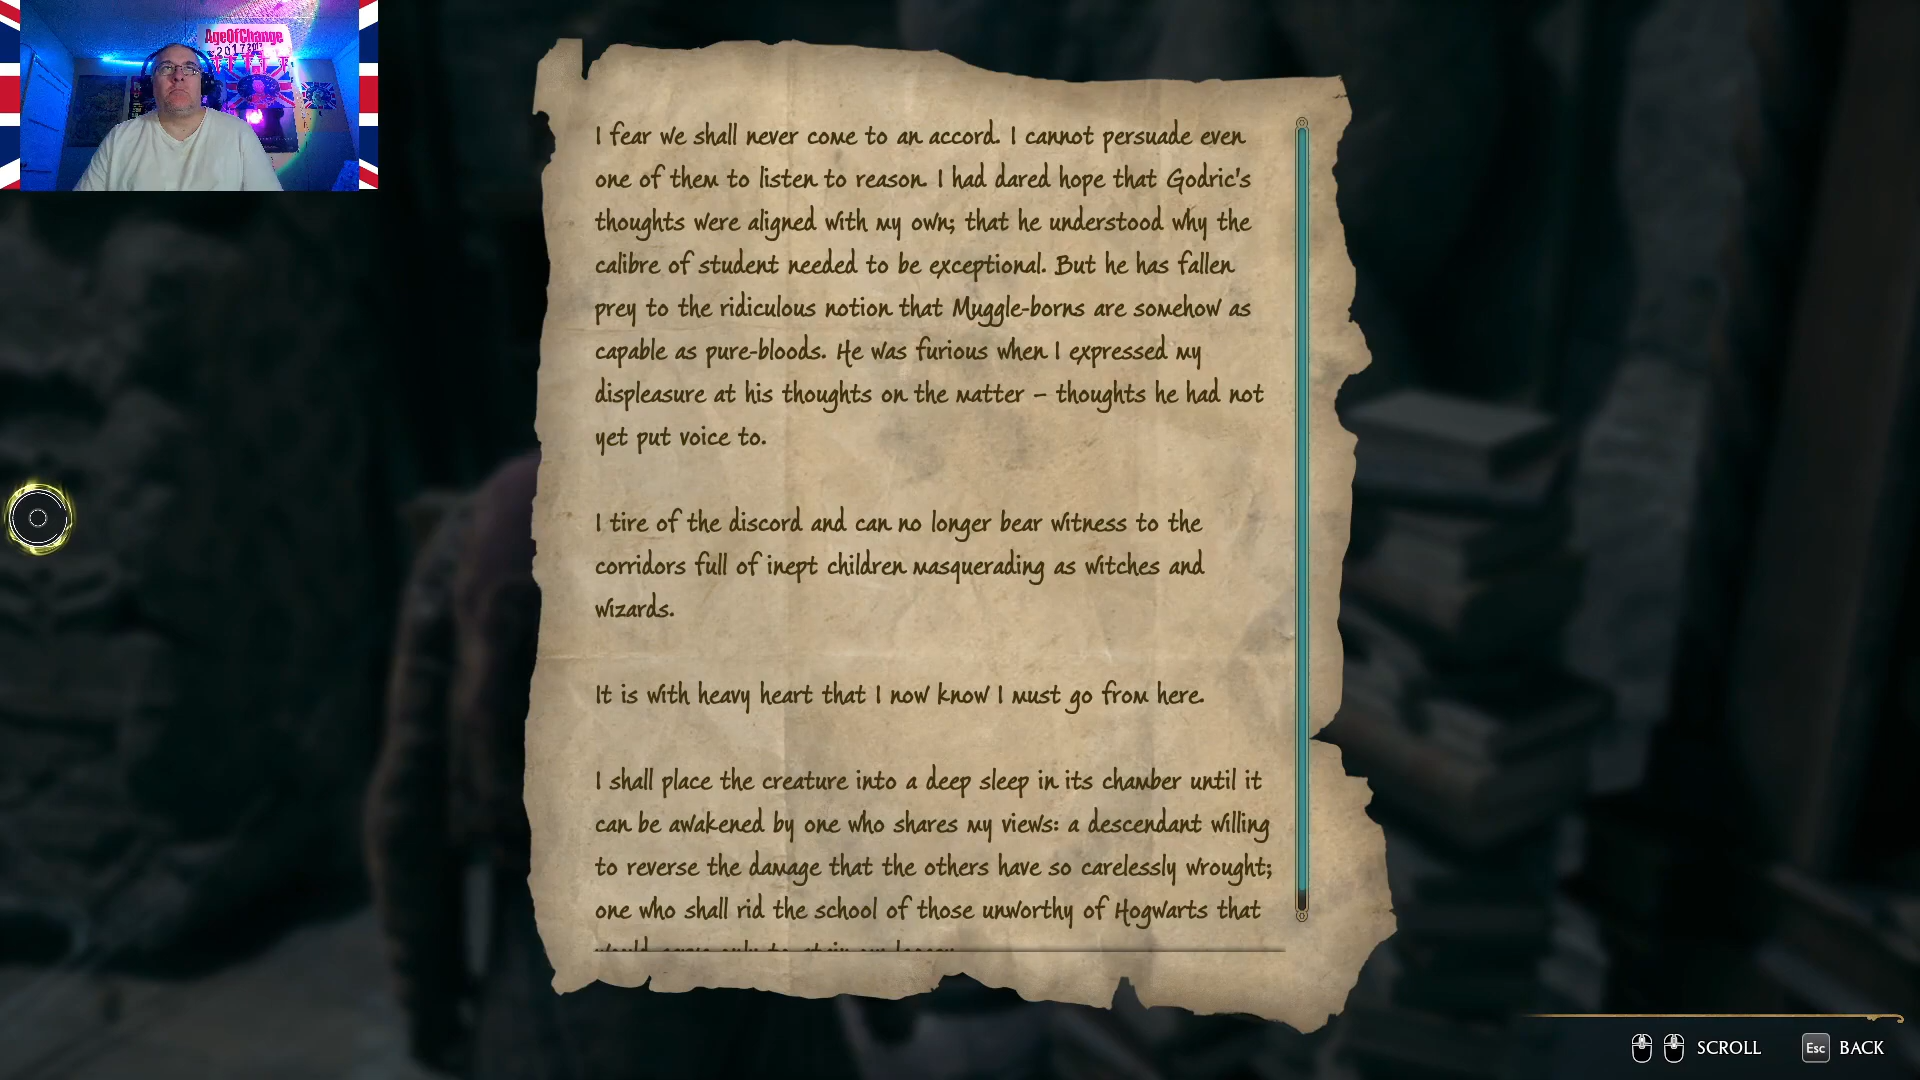 AgeOfChange
2017
I fear we shall never come to an accord. I cannot persuade even
one of them to listen to reason. I had dared hope that Godric's
thoughts were aligned with my own; that he understood why the
calibre of student needed to be exceptional. But he has fallen
prey to the ridiculous notion that Muggle-borns are somehow as
capable as pure-bloods. He was furious when I expressed my
displeasure at his thoughts on the matter – thoughts he had not
yet put voice to.
I tire of the discord and can no longer bear witness to the
corridors full of inept children masquerading as witches and
wizards.
It is with heavy heart that I now know I must go from here.
I shall place the creature into a deep sleep in its chamber until it
can be awakened by one who shares my views: a descendant willing
to reverse the damage that the others have so carelessly wrought;
one who shall rid the school of those unworthy of Hogwarts that
SCROLL
Esc BACK